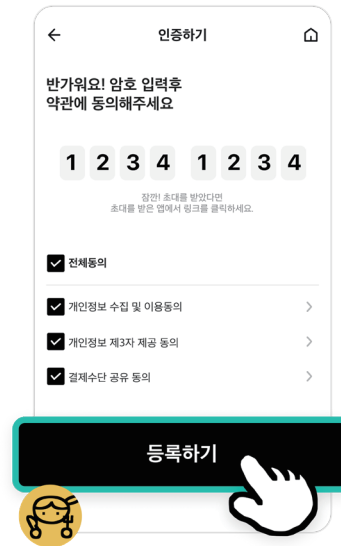 인증하기
반가워요! 암호 입력후
약관에 동의해주세요
1 2 3 4 1 2 3 4
잠깐! 초대를 받았다면
초대를 받은 앱에서 링크를 클릭하세요.
전체동의
개인정보 수집 및 이용동의
개인정보 제3자 제공 동의
결제수단 공유 동의
등록하기